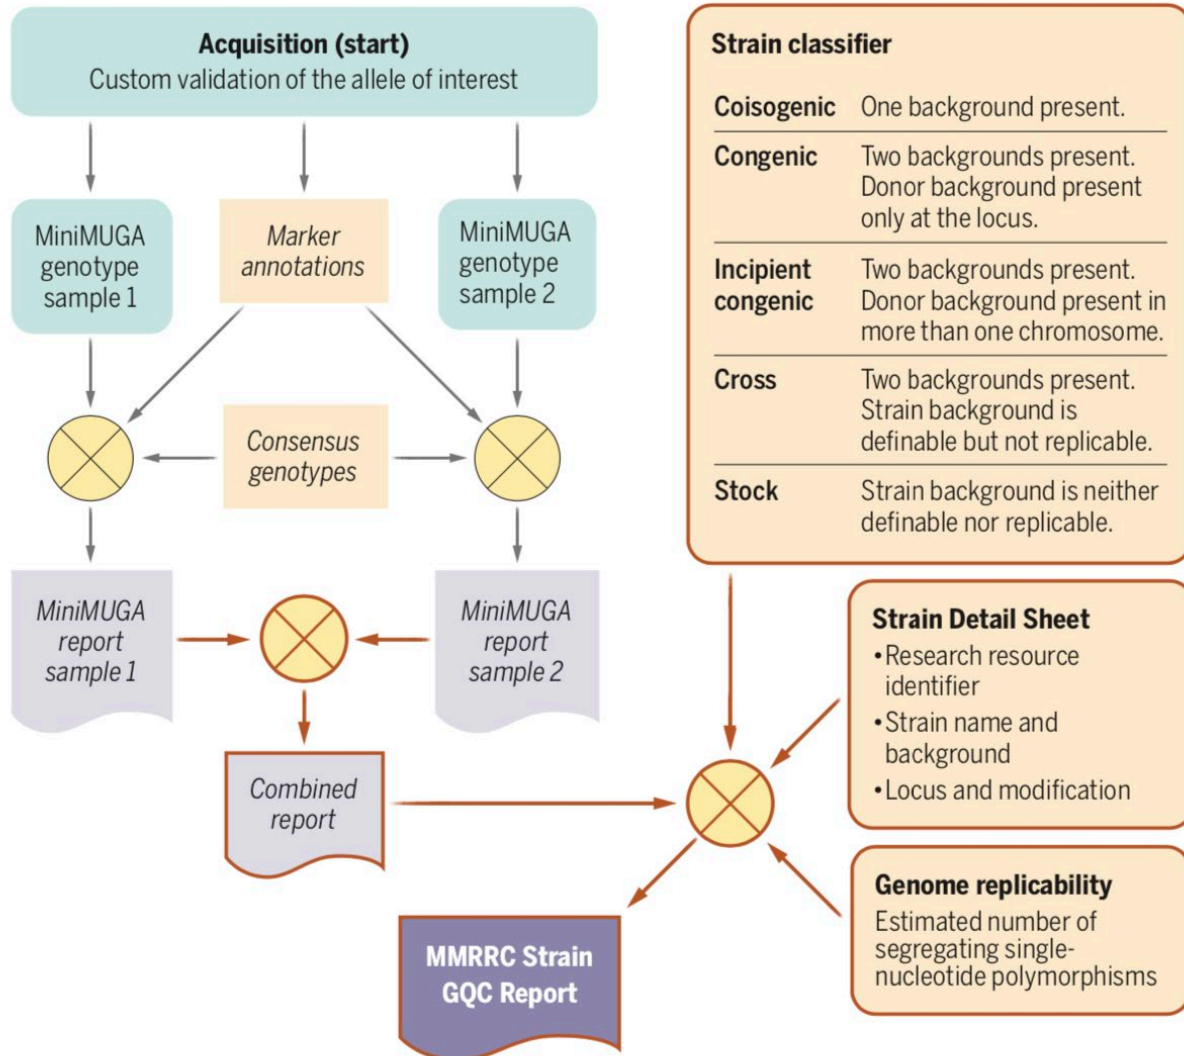 Acquisition (start)
Custom validation of the allele of interest
MiniMUGA
genotype
sample 1
Marker
annotations
MiniMUGA
genotype
sample 2
Consensus
genotypes
MiniMUGA
report
sample 1
MiniMUGA
report
sample 2
Combined
report
Strain classifier
Coisogenic One background present.
Congenic Two backgrounds present.
Donor background present
only at the locus.
Incipient Two backgrounds present.
congenic Donor background present in
more than one chromosome.
Cross Two backgrounds present.
Strain background is
definable but not replicable.
Stock Strain background is neither
definable nor replicable.
Strain Detail Sheet
•Research resource
identifier
•Strain name and
background
•Locus and modification
Genome replicability
Estimated number of
segregating single-
nucleotide polymorphisms
MMRRC Strain
GQC Report